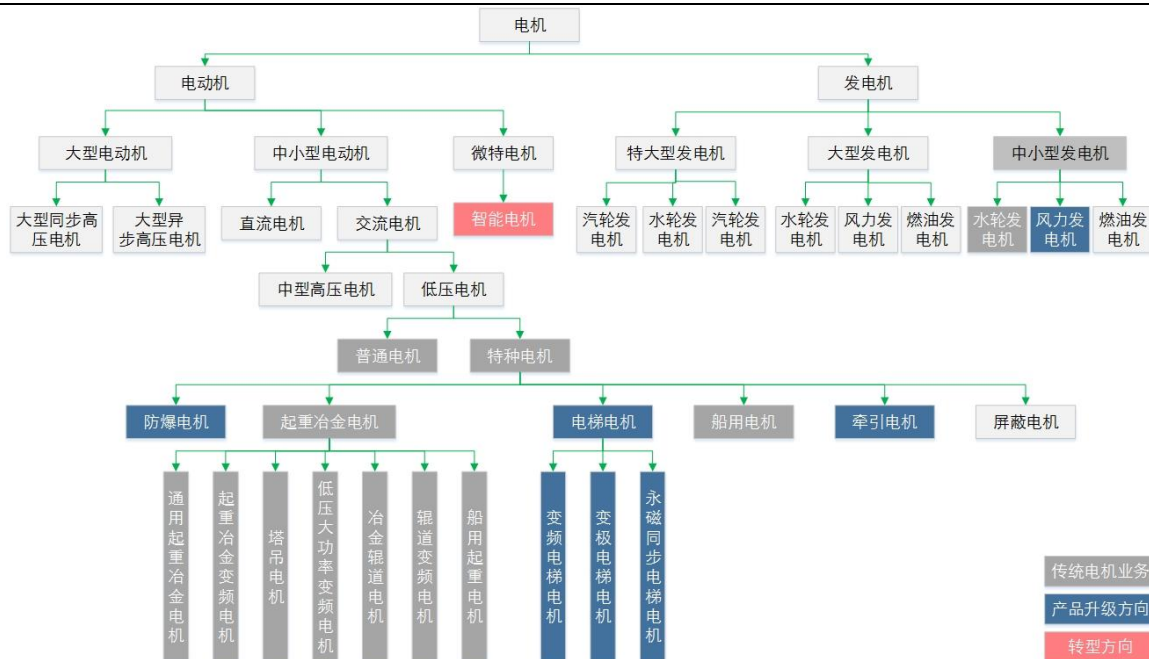 电机
电动机
发电机
大型电动机
中小型电动机
微特电机
特大型发电机
大型发电机
中小型发电机
大型同步高
压电机
大型异
步高压电机
直流电机
交流电机
智能电机
汽轮发
电机
水轮发
电机
汽轮发
电机
水轮发
电机
风力发
电机
燃油发
电机
水轮发
电机
风力发
电机
燃油发
电机
中型高压电机
低压电机
普通电机
特种电机
防爆电机
起重冶金电机
电梯电机
船用电机
牵引电机
屏蔽电机
通用起重冶金电机
起重冶金变频电机
塔吊电机
低压大功率变频电机
冶金辊道电机
辊道变频电机
船用起重电机
变频电梯电机
变极电梯电机
永磁同步电梯电机
传统电机业务
产品升级方向
转型方向